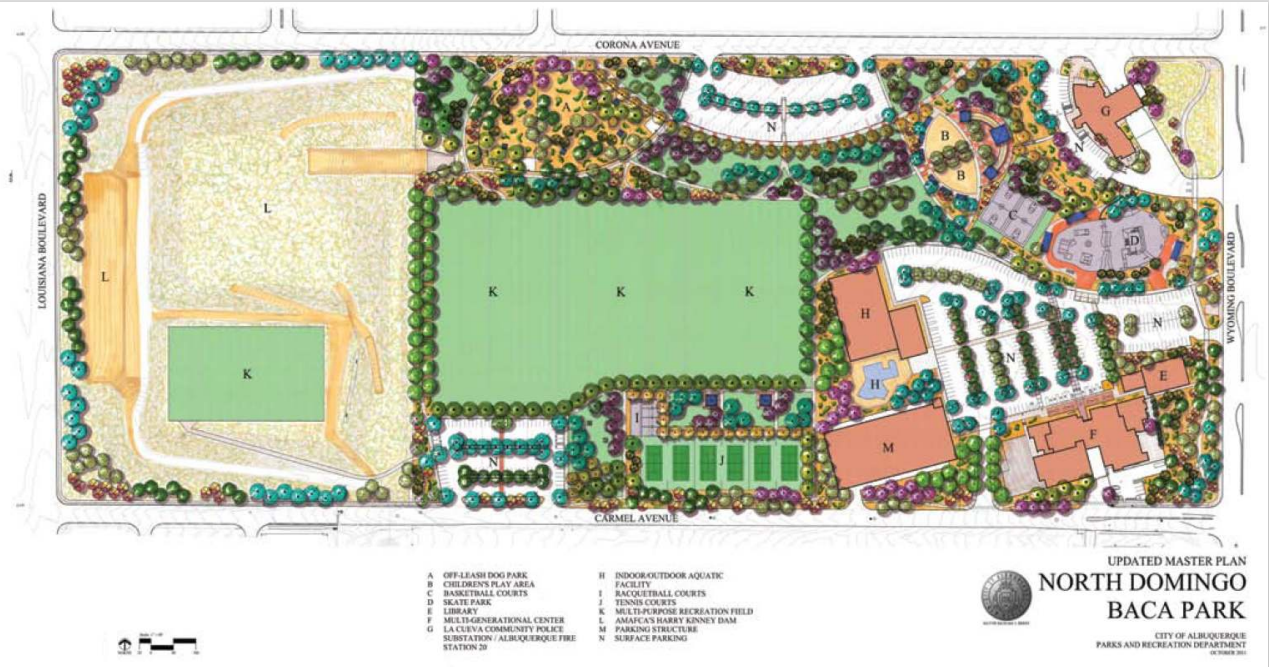 CORONA AVENUE
LOUISIANA BOULEVARD
WYOMING BOULEVARD
A
N
B
B
G
N
C
D
L
L
K
K
K
K
H
H
N
N
E
I
J
M
F
N
CARMEL AVENUE
A OFF-LEASH DOG PARK
B CHILDREN'S PLAY AREA
C BASKETBALL COURTS
D SKATE PARK
E LIBRARY
F MULTI-GENERATIONAL CENTER
G LA CUEVA COMMUNITY POLICE
SUBSTATION / ALBUQUERQUE FIRE
STATION 20
H INDOOR/OUTDOOR AQUATIC
FACILITY
I RACQUETBALL COURTS
J TENNIS COURTS
K MULTI-PURPOSE RECREATION FIELD
L AMAFCA'S HARRY KINNEY DAM
M PARKING STRUCTURE
N SURFACE PARKING
NORTH
UPDATED MASTER PLAN
NORTH DOMINGO
BACA PARK
CITY OF ALBUQUERQUE
PARKS AND RECREATION DEPARTMENT
OCTOBER 2011